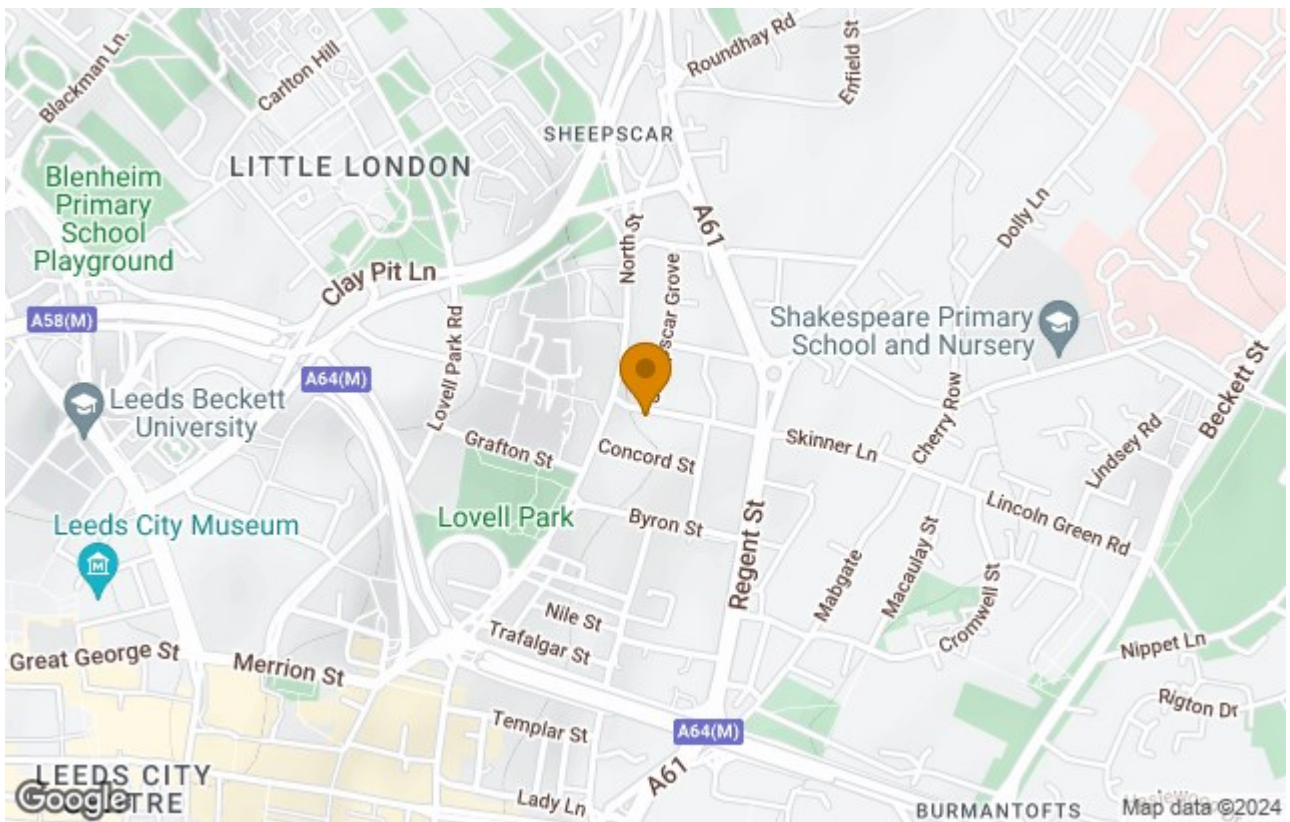 Blackman Ln.
Carlton Hill
Roundhay Rd
Enfield St
SHEEPSCAR
LITTLE LONDON
Blenheim
Primary
School
Playground
North St
A61
Dolly Ln
Clay Pit Ln
scar Grove
A58(M)
Lovell Park Rd
Shakespeare Primary
School and Nursery
A64(M)
Leeds Beckett
University
Beckett St
Cherry Row
Lindsey Rd
Grafton St
Concord St
Skinner Ln
Lovell Park
Byron St
Lincoln Green Rd
Leeds City Museum
Regent St
Mabgate
Macaulay St
Cromwell St
Nile St
Trafalgar St
Great George St
Merrion St
Nippet Ln
Rigton Dr
Templar St
A64(M)
LEEDS CITY
TRE
Google
A61
Lady Ln
BURMANTOFTS
Map data ©2024